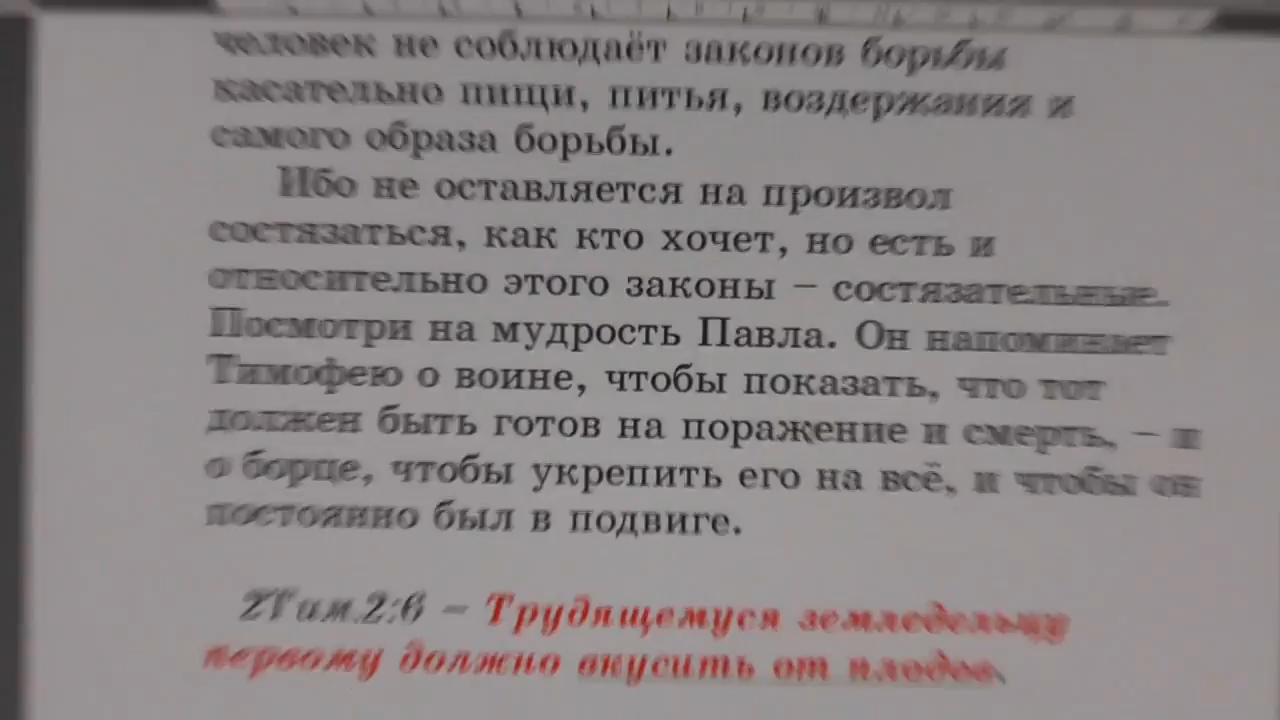 человек не соблюдаёт законов борьбы
касательно пищи, питья, воздержания и
самого образа борьбы.
Ибо не оставляется на произвол
состязаться, как кто хочет, но есть и
относительно этого законы – состязательные.
Посмотри на мудрость Павла. Он напоминает
Тимофею о воине, чтобы показать, что тот
должен быть готов на поражение и смерть, – и
о борце, чтобы укрепить его на всё, и чтобы он
постоянно был в подвиге.
2Тим.2:6 – Трудящемуся земледельцу
первому должно вкусить от плодов.